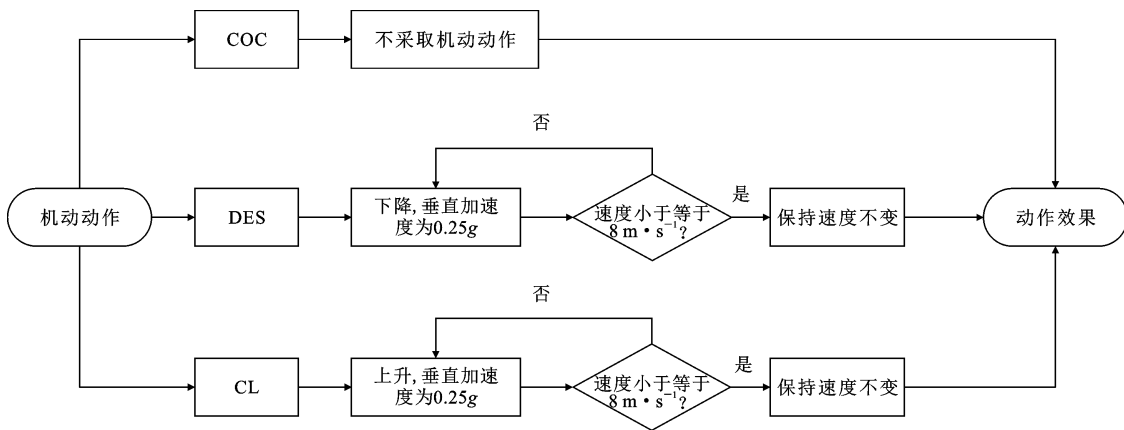 COC
不采取机动动作
否
机动动作
DES
下降,垂直加速
度为0.25g
速度小于等于
8 m·s⁻¹?
是
保持速度不变
动作效果
否
CL
上升,垂直加速
度为0.25g
速度小于等于
8 m·s⁻¹?
是
保持速度不变